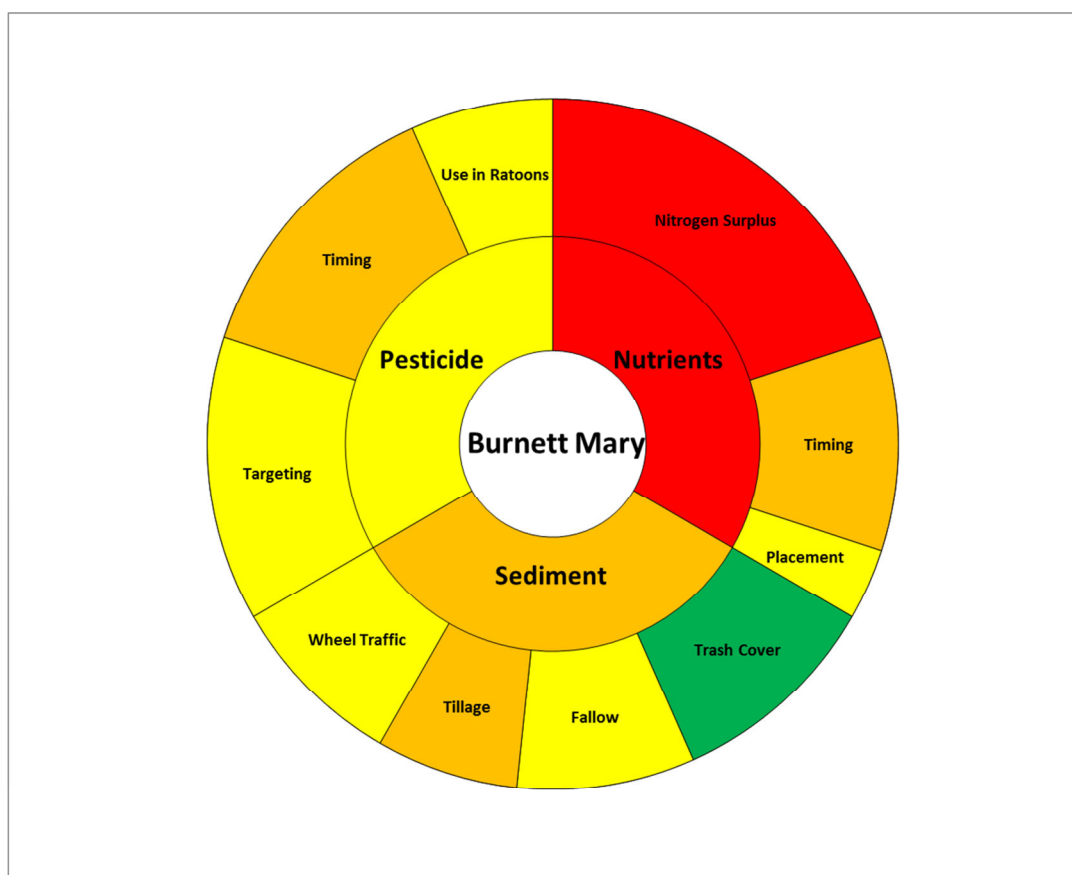 Use in Ratoons
Nitrogen Surplus
Timing
Pesticide
Nutrients
Burnett Mary
Timing
Targeting
Placement
Sediment
Wheel Traffic
Trash Cover
Tillage
Fallow